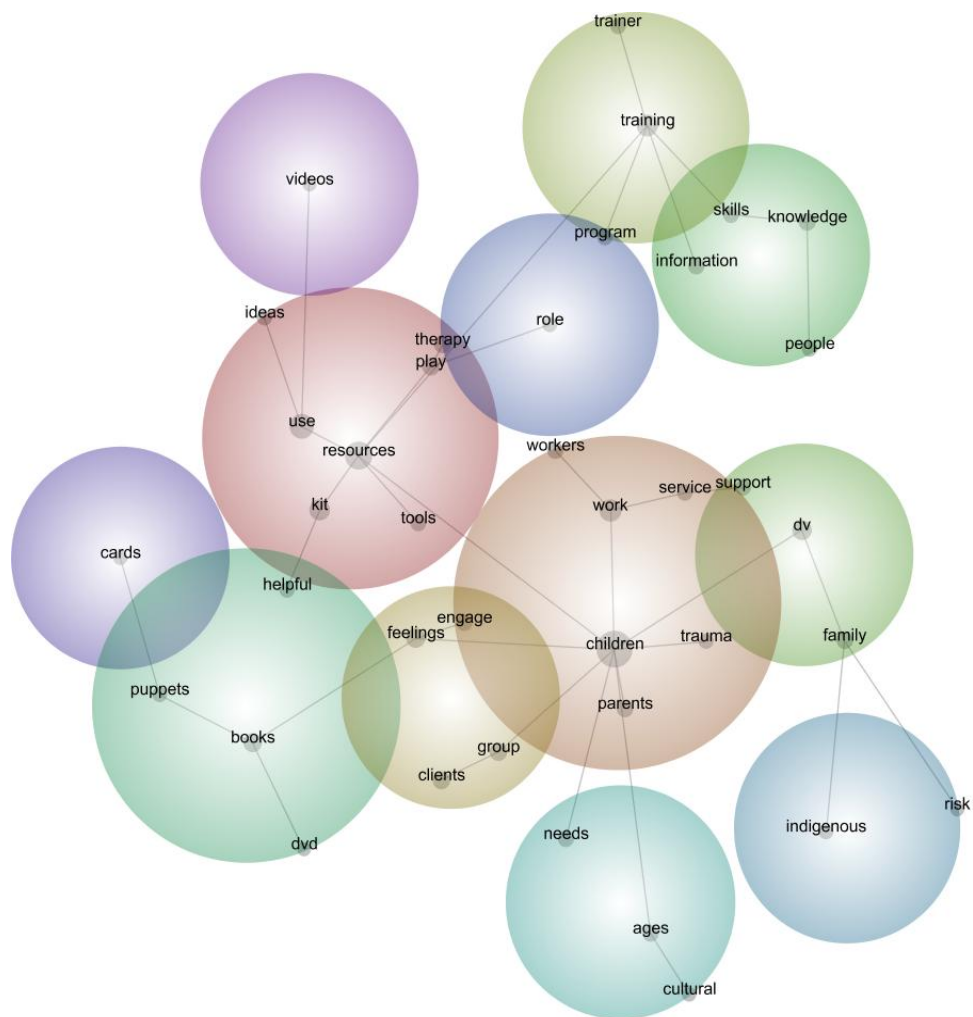 trainer
training
videos
skills
knowledge
program
information
ideas
role
therapy
people
play
use
resources
workers
service
support
kit
work
tools
dv
cards
helpful
engage
feelings
children
trauma
family
puppets
parents
books
group
clients
risk
needs
indigenous
dvd
ages
cultural